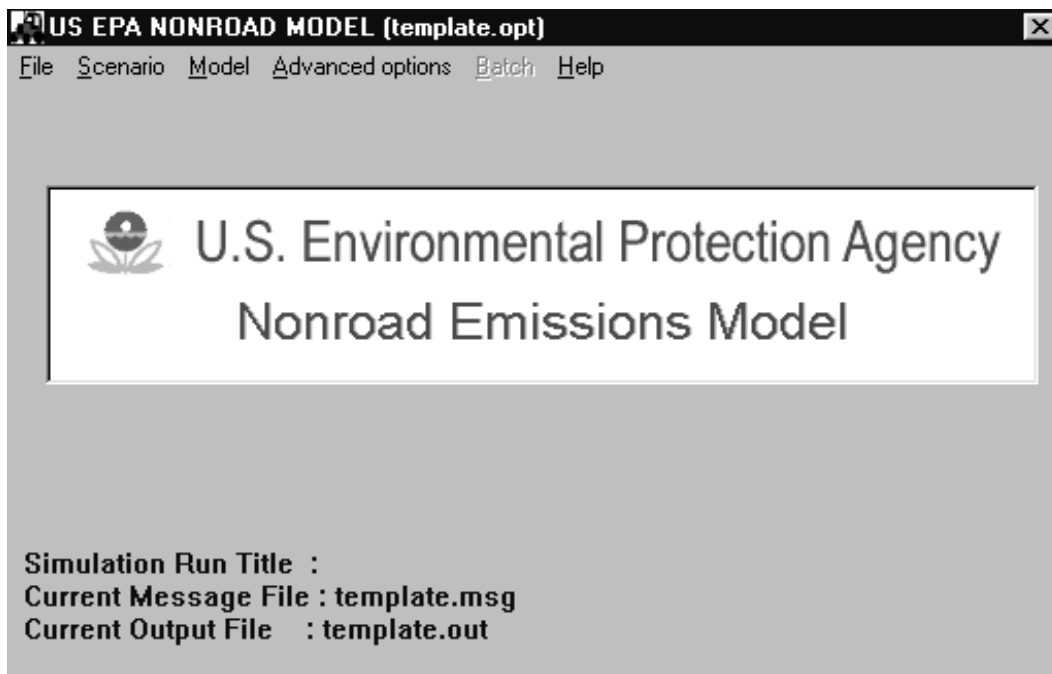 US EPA NONROAD MODEL (template.opt)
File Scenario Model Advanced options Batch Help
U.S. Environmental Protection Agency
Nonroad Emissions Model
Simulation Run Title :
Current Message File : template.msg
Current Output File : template.out